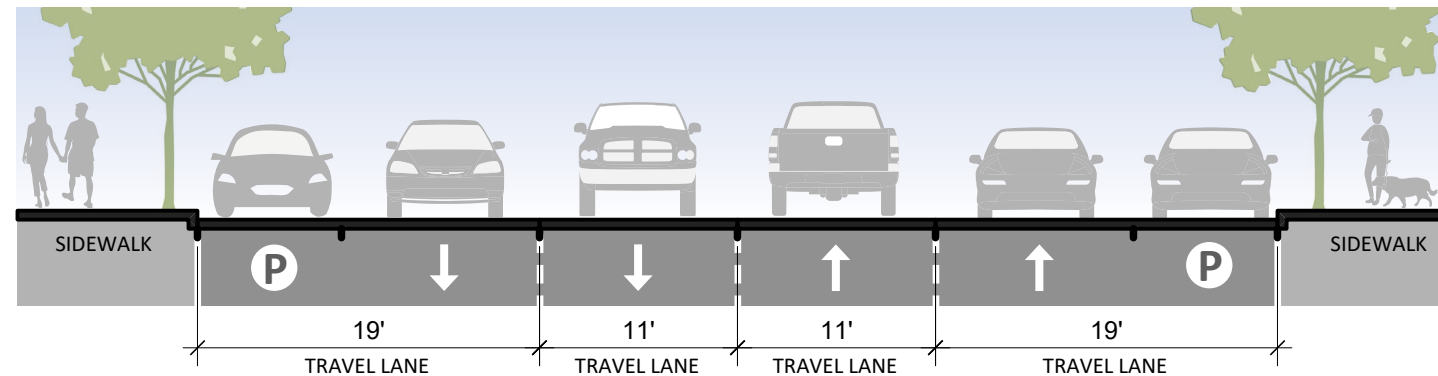 SIDEWALK
P
P
SIDEWALK
19'
11'
11'
19'
TRAVEL LANE
TRAVEL LANE
TRAVEL LANE
TRAVEL LANE